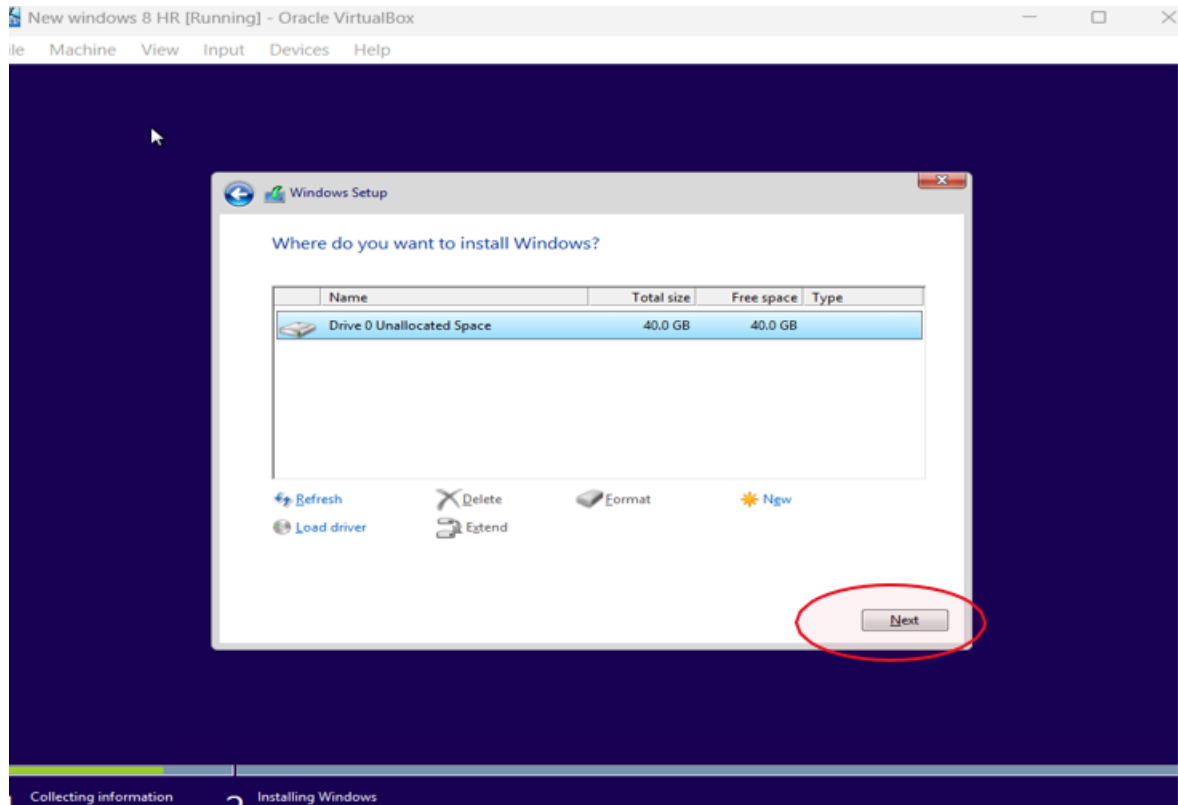 New windows 8 HR [Running] - Oracle VirtualBox
ile Machine View Input Devices Help
Windows Setup
Where do you want to install Windows?
Name Total size Free space Type
Drive 0 Unallocated Space 40.0 GB 40.0 GB
Refresh Delete Format New
Load driver Extend
Next
Collecting information 2 Installing Windows